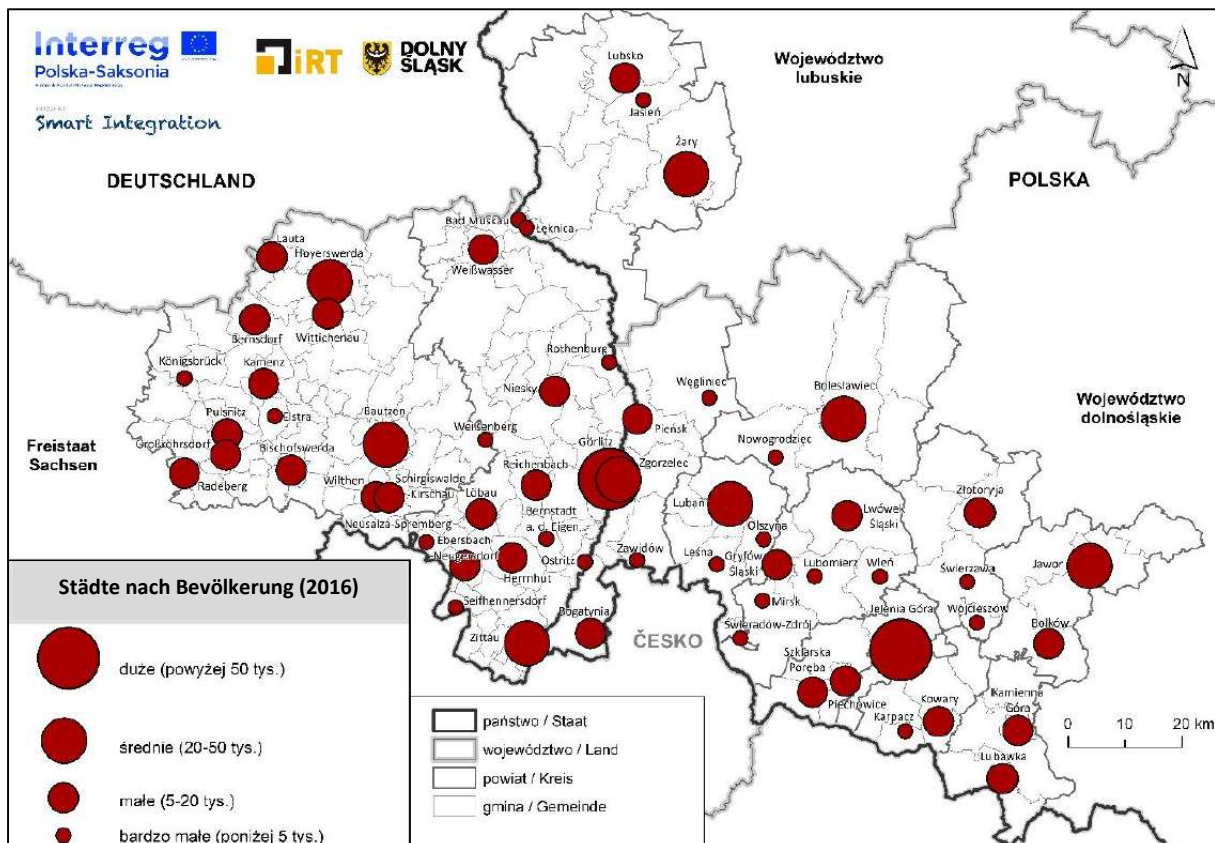 Interreg
Polska-Saksonia
Smart Integration
iRT
DOLNY
ŚLĄSK
Województwo
lubuskie
N
DEUTSCHLAND
POLSKA
Lubsko
Jasień
Żary
Bad Muskau
Łęknica
Weißwasser
Lauta
Hoyerswerda
Bernsdorf
Wittichenau
Königsbrück
Kamenz
Elstra
Pulsnitz
Großröhrsdorf
Radeberg
Bischofswerda
Bautzen
Wilthen
Schirgiswalde
-Kirschau
Freistaat
Sachsen
Rothenburg
Niesky
Weißenberg
Görlitz
Reichenbach
Löbau
Bernstadt
a. d. Eigen
Neusalza-Spremberg
Ebersbach
Neugersdorf
Herrnhut
Ostritz
Seifhennersdorf
Zittau
Bogatynia
Zawidów
Zgorzelec
Pieńsk
Węgliniec
Bolesławiec
Nowogrodziec
Województwo
dolnośląskie
Lubań
Olszyna
Leśna
Gryfów
Śląski
Lwówek
Śląski
Lubomierz
Wleń
Mirsk
Świeradów-Zdrój
Złotoryja
Świerzawa
Wojcieszów
Jawor
Bolków
Jelenia Góra
Szklarska
Poręba
Piechowice
Karpacz
Kowary
Kamienna
Góra
Lubawka
ČESKO
0 10 20 km
Städte nach Bevölkerung (2016)
duże (powyżej 50 tys.)
średnie (20-50 tys.)
małe (5-20 tys.)
bardzo małe (poniżej 5 tys.)
państwo / Staat
województwo / Land
powiat / Kreis
gmina / Gemeinde